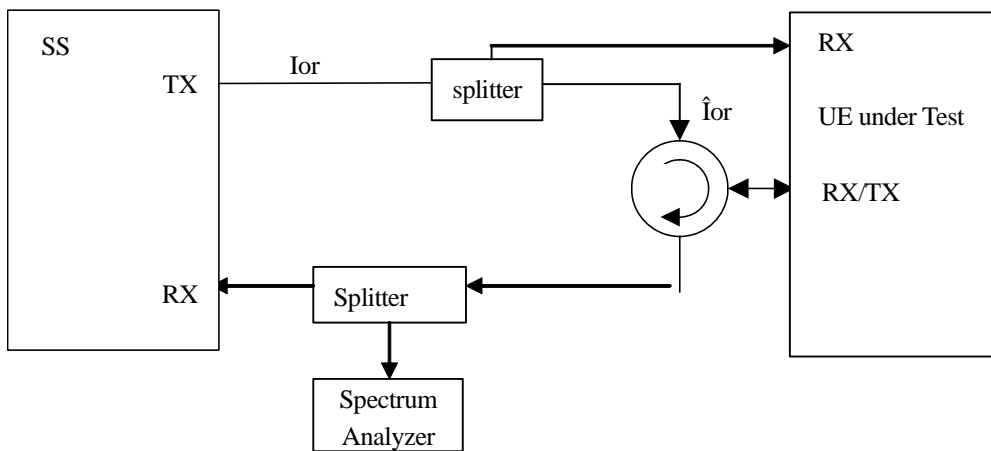 SS
RX
Ior
TX
splitter
Îor
UE under Test
RX/TX
RX
Splitter
Spectrum
Analyzer